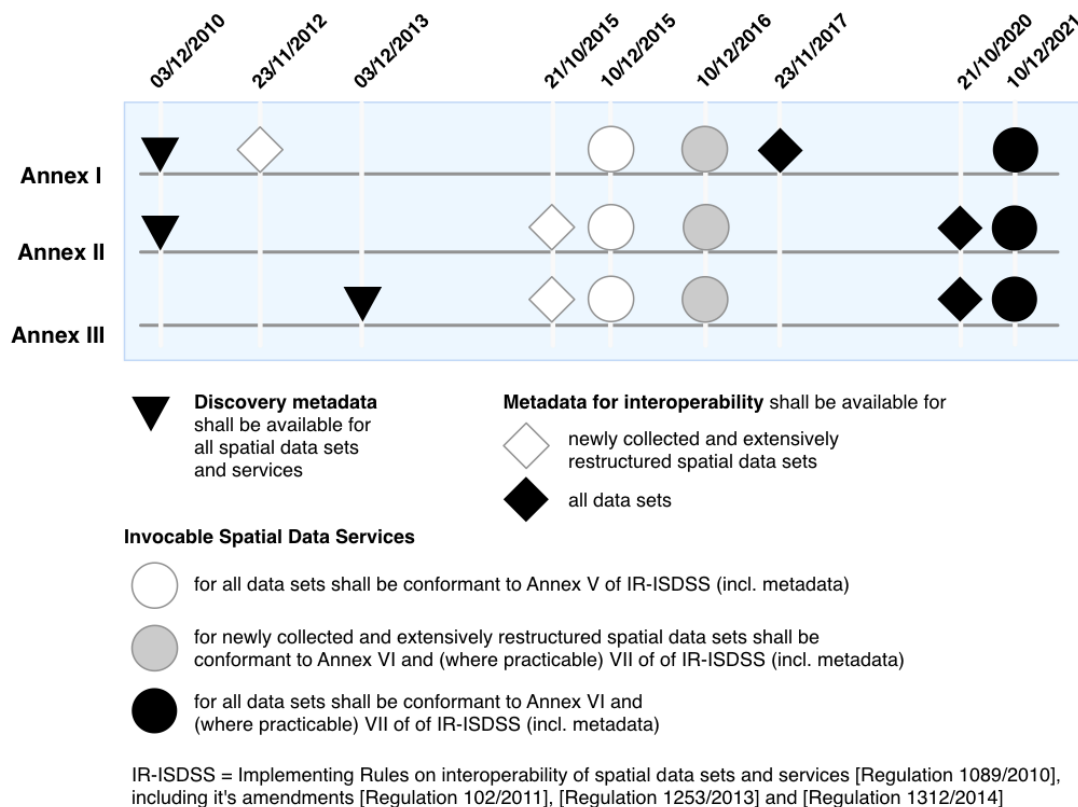 03/12/2010
23/11/2012
03/12/2013
21/10/2015
10/12/2015
10/12/2016
23/11/2017
21/10/2020
10/12/2021
Annex I
Annex II
Annex III
Discovery metadata
shall be available for
all spatial data sets
and services
Metadata for interoperability shall be available for
newly collected and extensively
restructured spatial data sets
all data sets
Invocable Spatial Data Services
for all data sets shall be conformant to Annex V of IR-ISDSS (incl. metadata)
for newly collected and extensively restructured spatial data sets shall be
conformant to Annex VI and (where practicable) VII of of IR-ISDSS (incl. metadata)
for all data sets shall be conformant to Annex VI and
(where practicable) VII of of IR-ISDSS (incl. metadata)
IR-ISDSS = Implementing Rules on interoperability of spatial data sets and services [Regulation 1089/2010],
including it's amendments [Regulation 102/2011], [Regulation 1253/2013] and [Regulation 1312/2014]